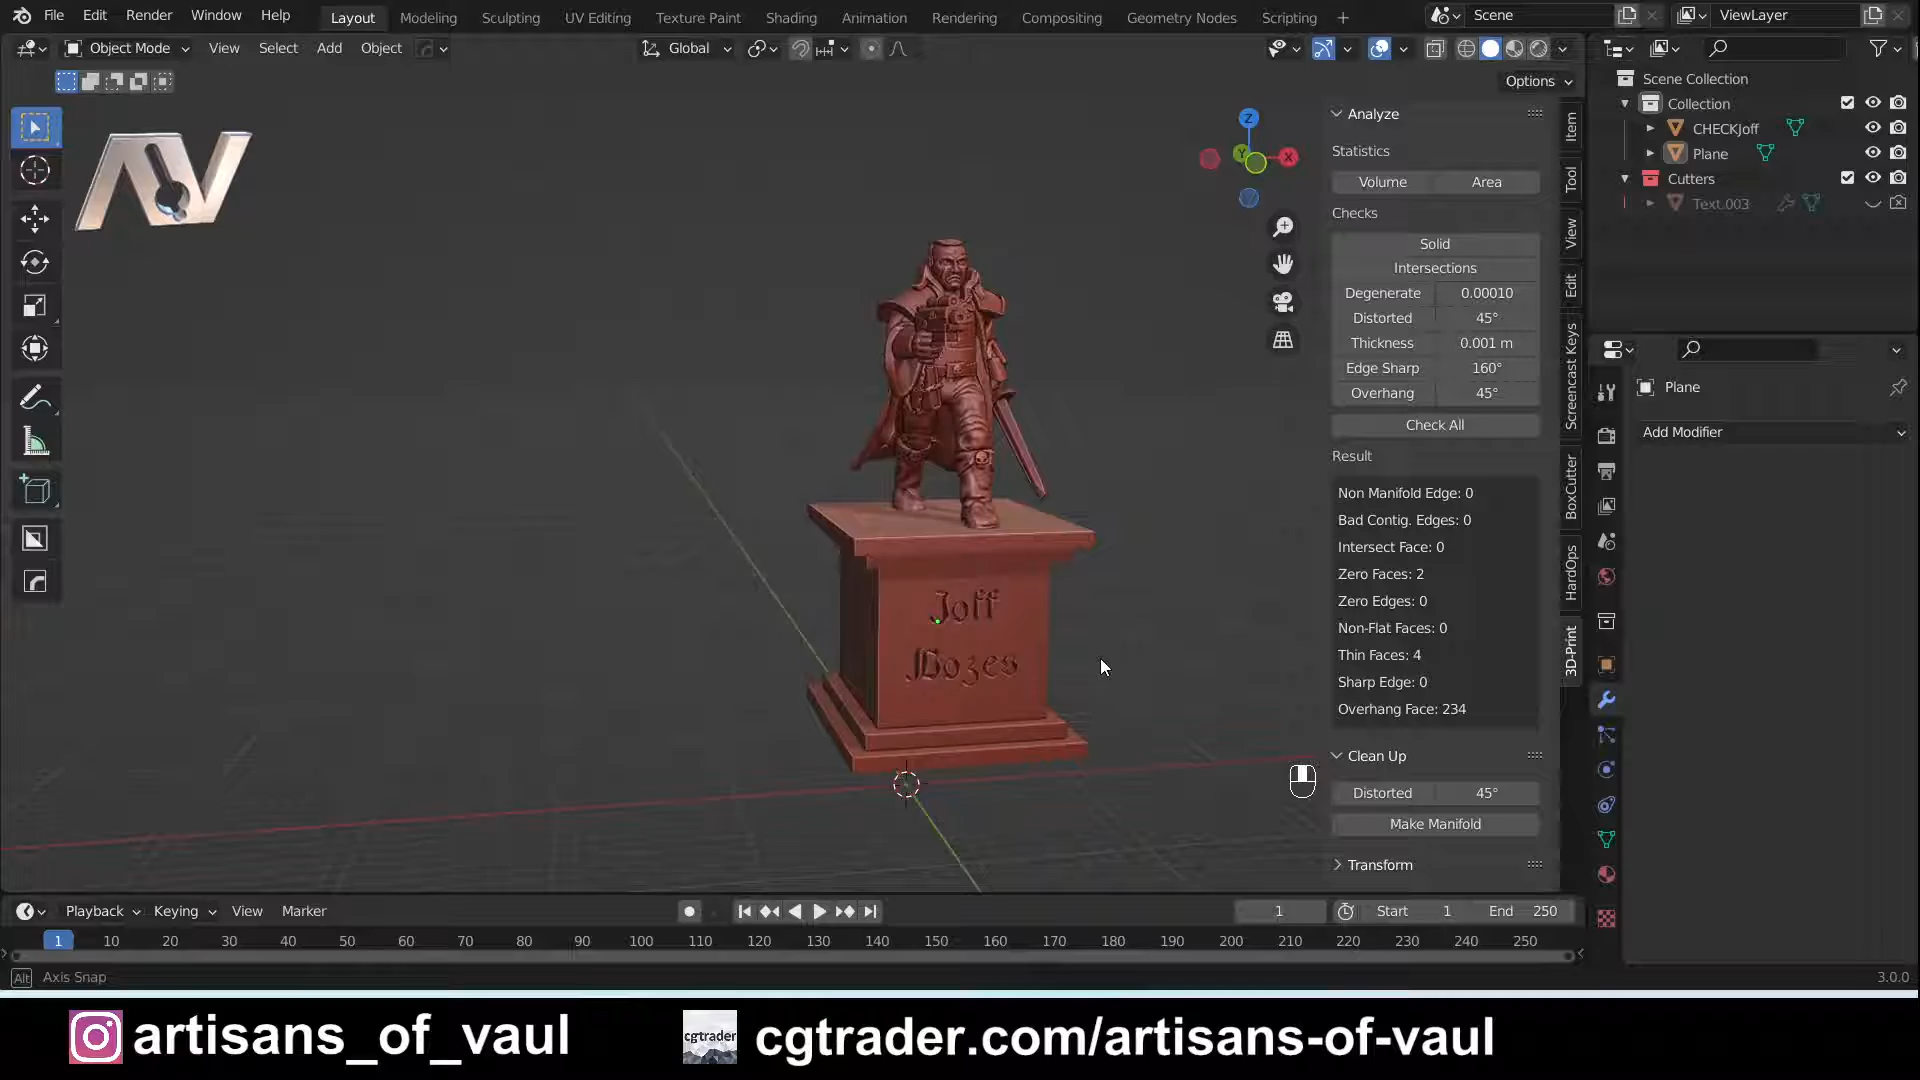 File Edit Render Window Help Layout Modeling Sculpting UV Editing Texture Paint Shading Animation Rendering Compositing Geometry Nodes Scripting + Scene ViewLayer
Object Mode View Select Add Object Global
Options
Analyze
Statistics
Volume Area
Checks
Solid
Intersections
Degenerate 0.00010
Distorted 45°
Thickness 0.001 m
Edge Sharp 160°
Overhang 45°
Check All
Result
Non Manifold Edge: 0
Bad Contig. Edges: 0
Intersect Face: 0
Zero Faces: 2
Zero Edges: 0
Non-Flat Faces: 0
Thin Faces: 4
Sharp Edge: 0
Overhang Face: 234
Clean Up
Distorted 45°
Make Manifold
Transform
Item
Tool
View
Edit
Screencast Keys
BoxCutter
HardOps
3D-Print
Scene Collection
Collection
CHECKJoff
Plane
Cutters
Text.003
Plane
Add Modifier
Z
Y
X
AV
Joff
Wozes
Playback Keying View Marker 1 Start 1 End 250
1 10 20 30 40 50 60 70 80 90 100 110 120 130 140 150 160 170 180 190 200 210 220 230 240 250
Alt Axis Snap 3.0.0
artisans_of_vaul
cgtrader
cgtrader.com/artisans-of-vaul